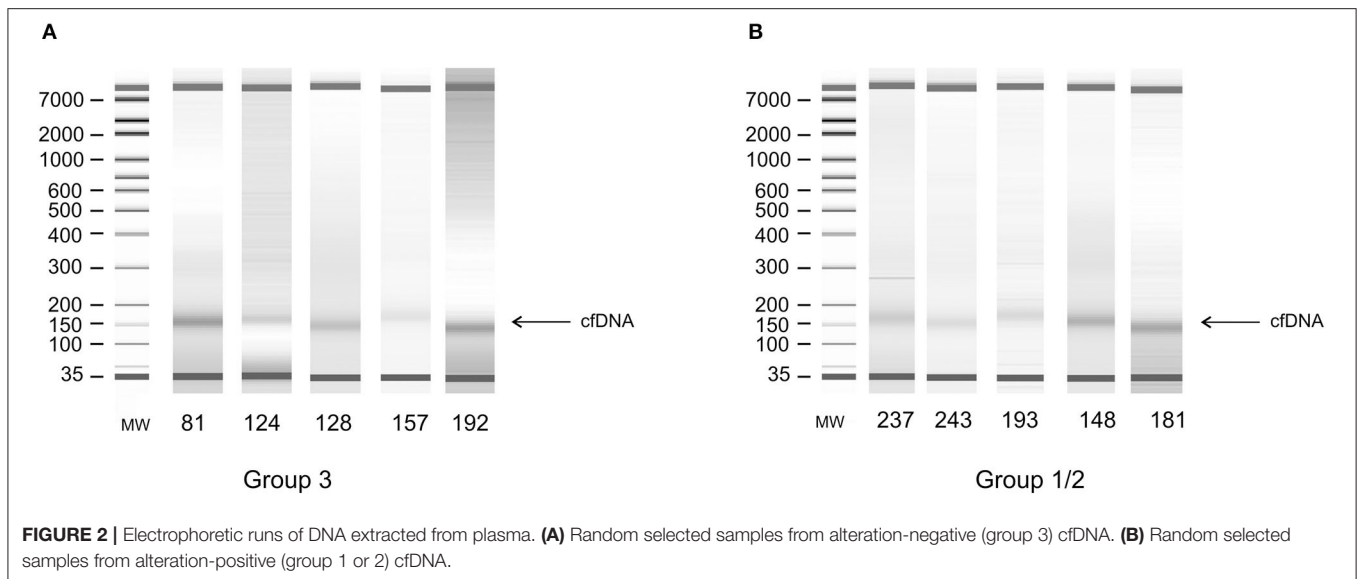 A
7000
2000
1000
600
500
400
300
200
150
100
35
cfDNA
MW 81 124 128 157 192
Group 3
B
7000
2000
1000
600
500
400
300
200
150
100
35
cfDNA
MW 237 243 193 148 181
Group 1/2
FIGURE 2 | Electrophoretic runs of DNA extracted from plasma. (A) Random selected samples from alteration-negative (group 3) cfDNA. (B) Random selected
samples from alteration-positive (group 1 or 2) cfDNA.